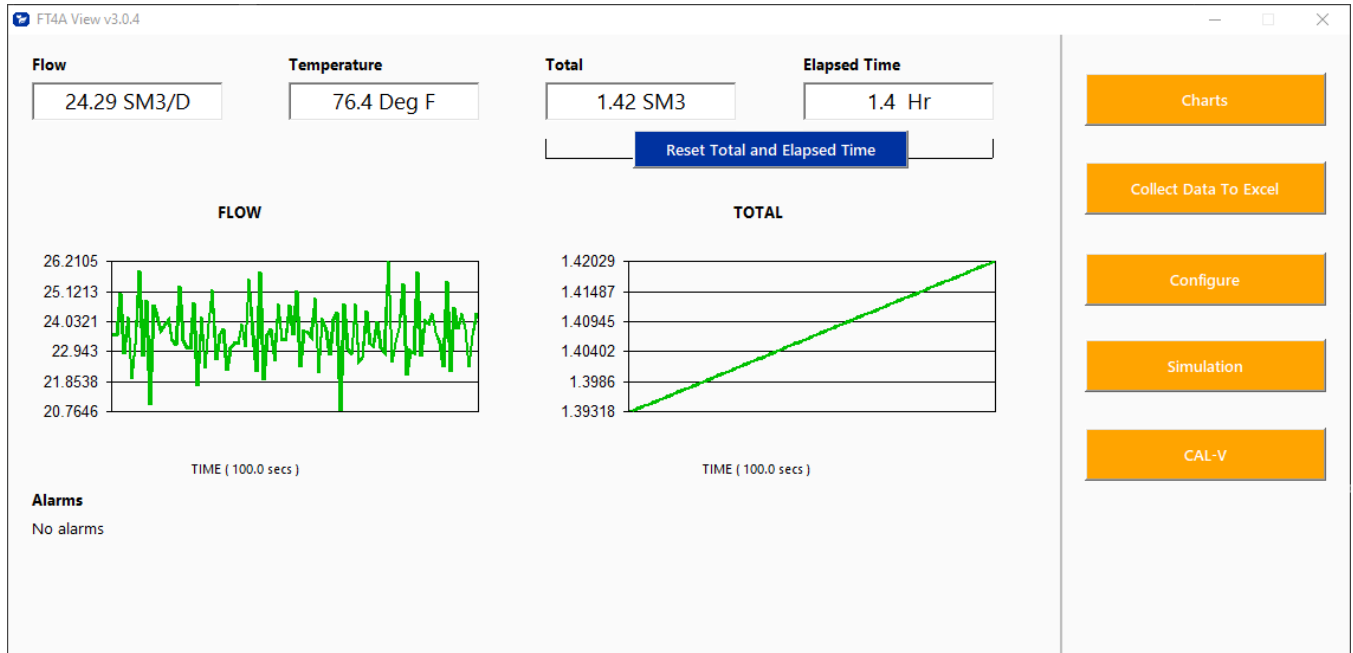 FT4A View v3.0.4
Flow Temperature Total Elapsed Time
24.29 SM3/D 76.4 Deg F 1.42 SM3 1.4 Hr
Reset Total and Elapsed Time
FLOW
26.2105
25.1213
24.0321
22.943
21.8538
20.7646
TIME ( 100.0 secs )
TOTAL
1.42029
1.41487
1.40945
1.40402
1.3986
1.39318
TIME ( 100.0 secs )
Alarms
No alarms
Charts
Collect Data To Excel
Configure
Simulation
CAL-V